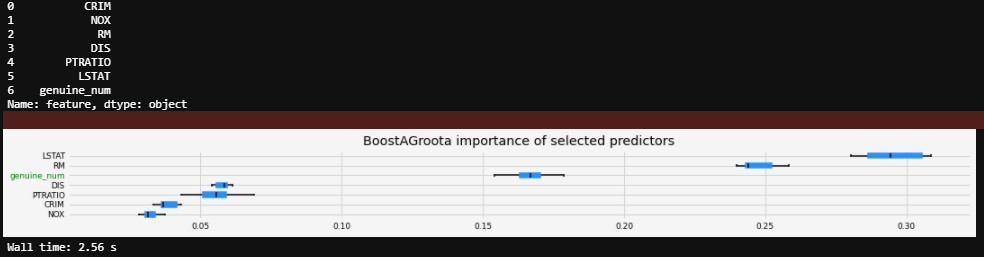 0 CRIM
1 NOX
2 RM
3 DIS
4 PTRATIO
5 LSTAT
6 genuine_num
Name: feature, dtype: object
BoostAGroota importance of selected predictors
LSTAT
RM
genuine_num
DIS
PTRATIO
CRIM
NOX
0.05 0.10 0.15 0.20 0.25 0.30
Wall time: 2.56 s